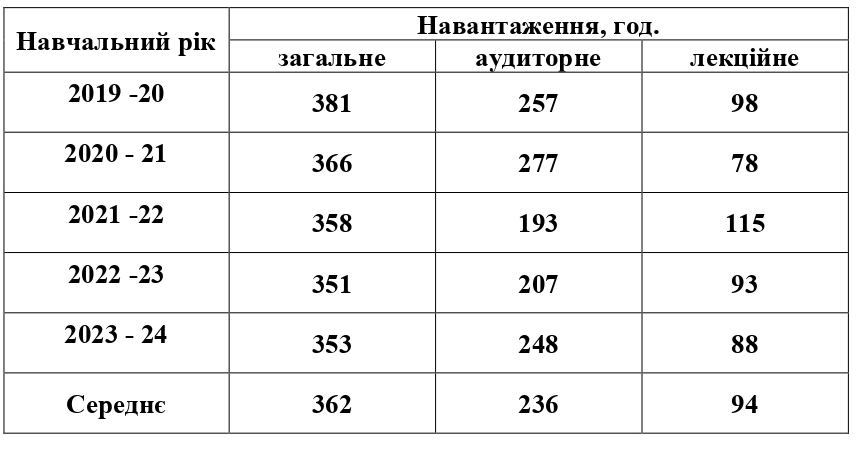 Навчальний рік Навантаження, год.
загальне аудиторне лекційне
2019 -20 381 257 98
2020 - 21 366 277 78
2021 -22 358 193 115
2022 -23 351 207 93
2023 - 24 353 248 88
Середнє 362 236 94